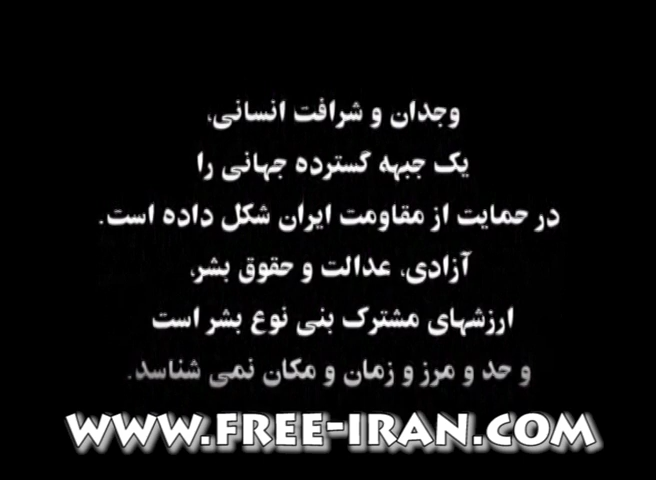 وجدان و شرافت انسانی،
یک جبهه گسترده جهانی را
در حمایت از مقاومت ایران شکل داده است.
آزادی، عدالت و حقوق بشر،
ارزشهای مشترک بنی نوع بشر است
و حد و مرز و زمان و مکان نمی شناسد.
WWW.FREE-IRAN.COM